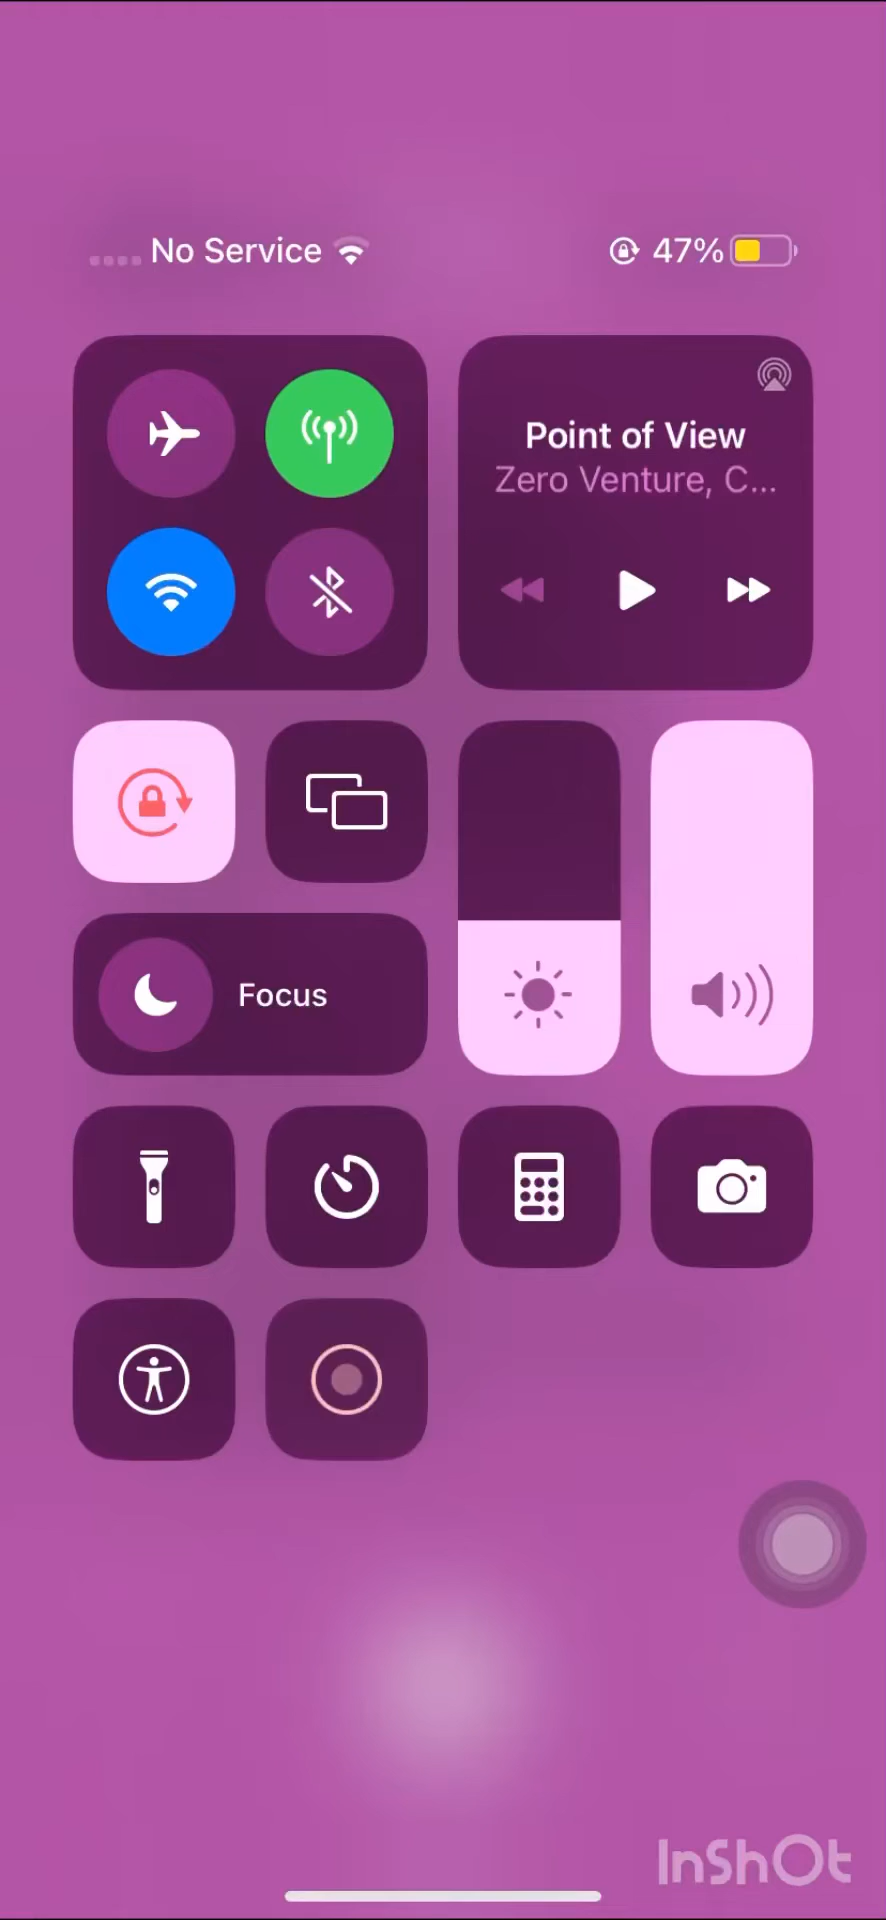 No Service
47%
Point of View
Zero Venture, C...
Focus
InShOt